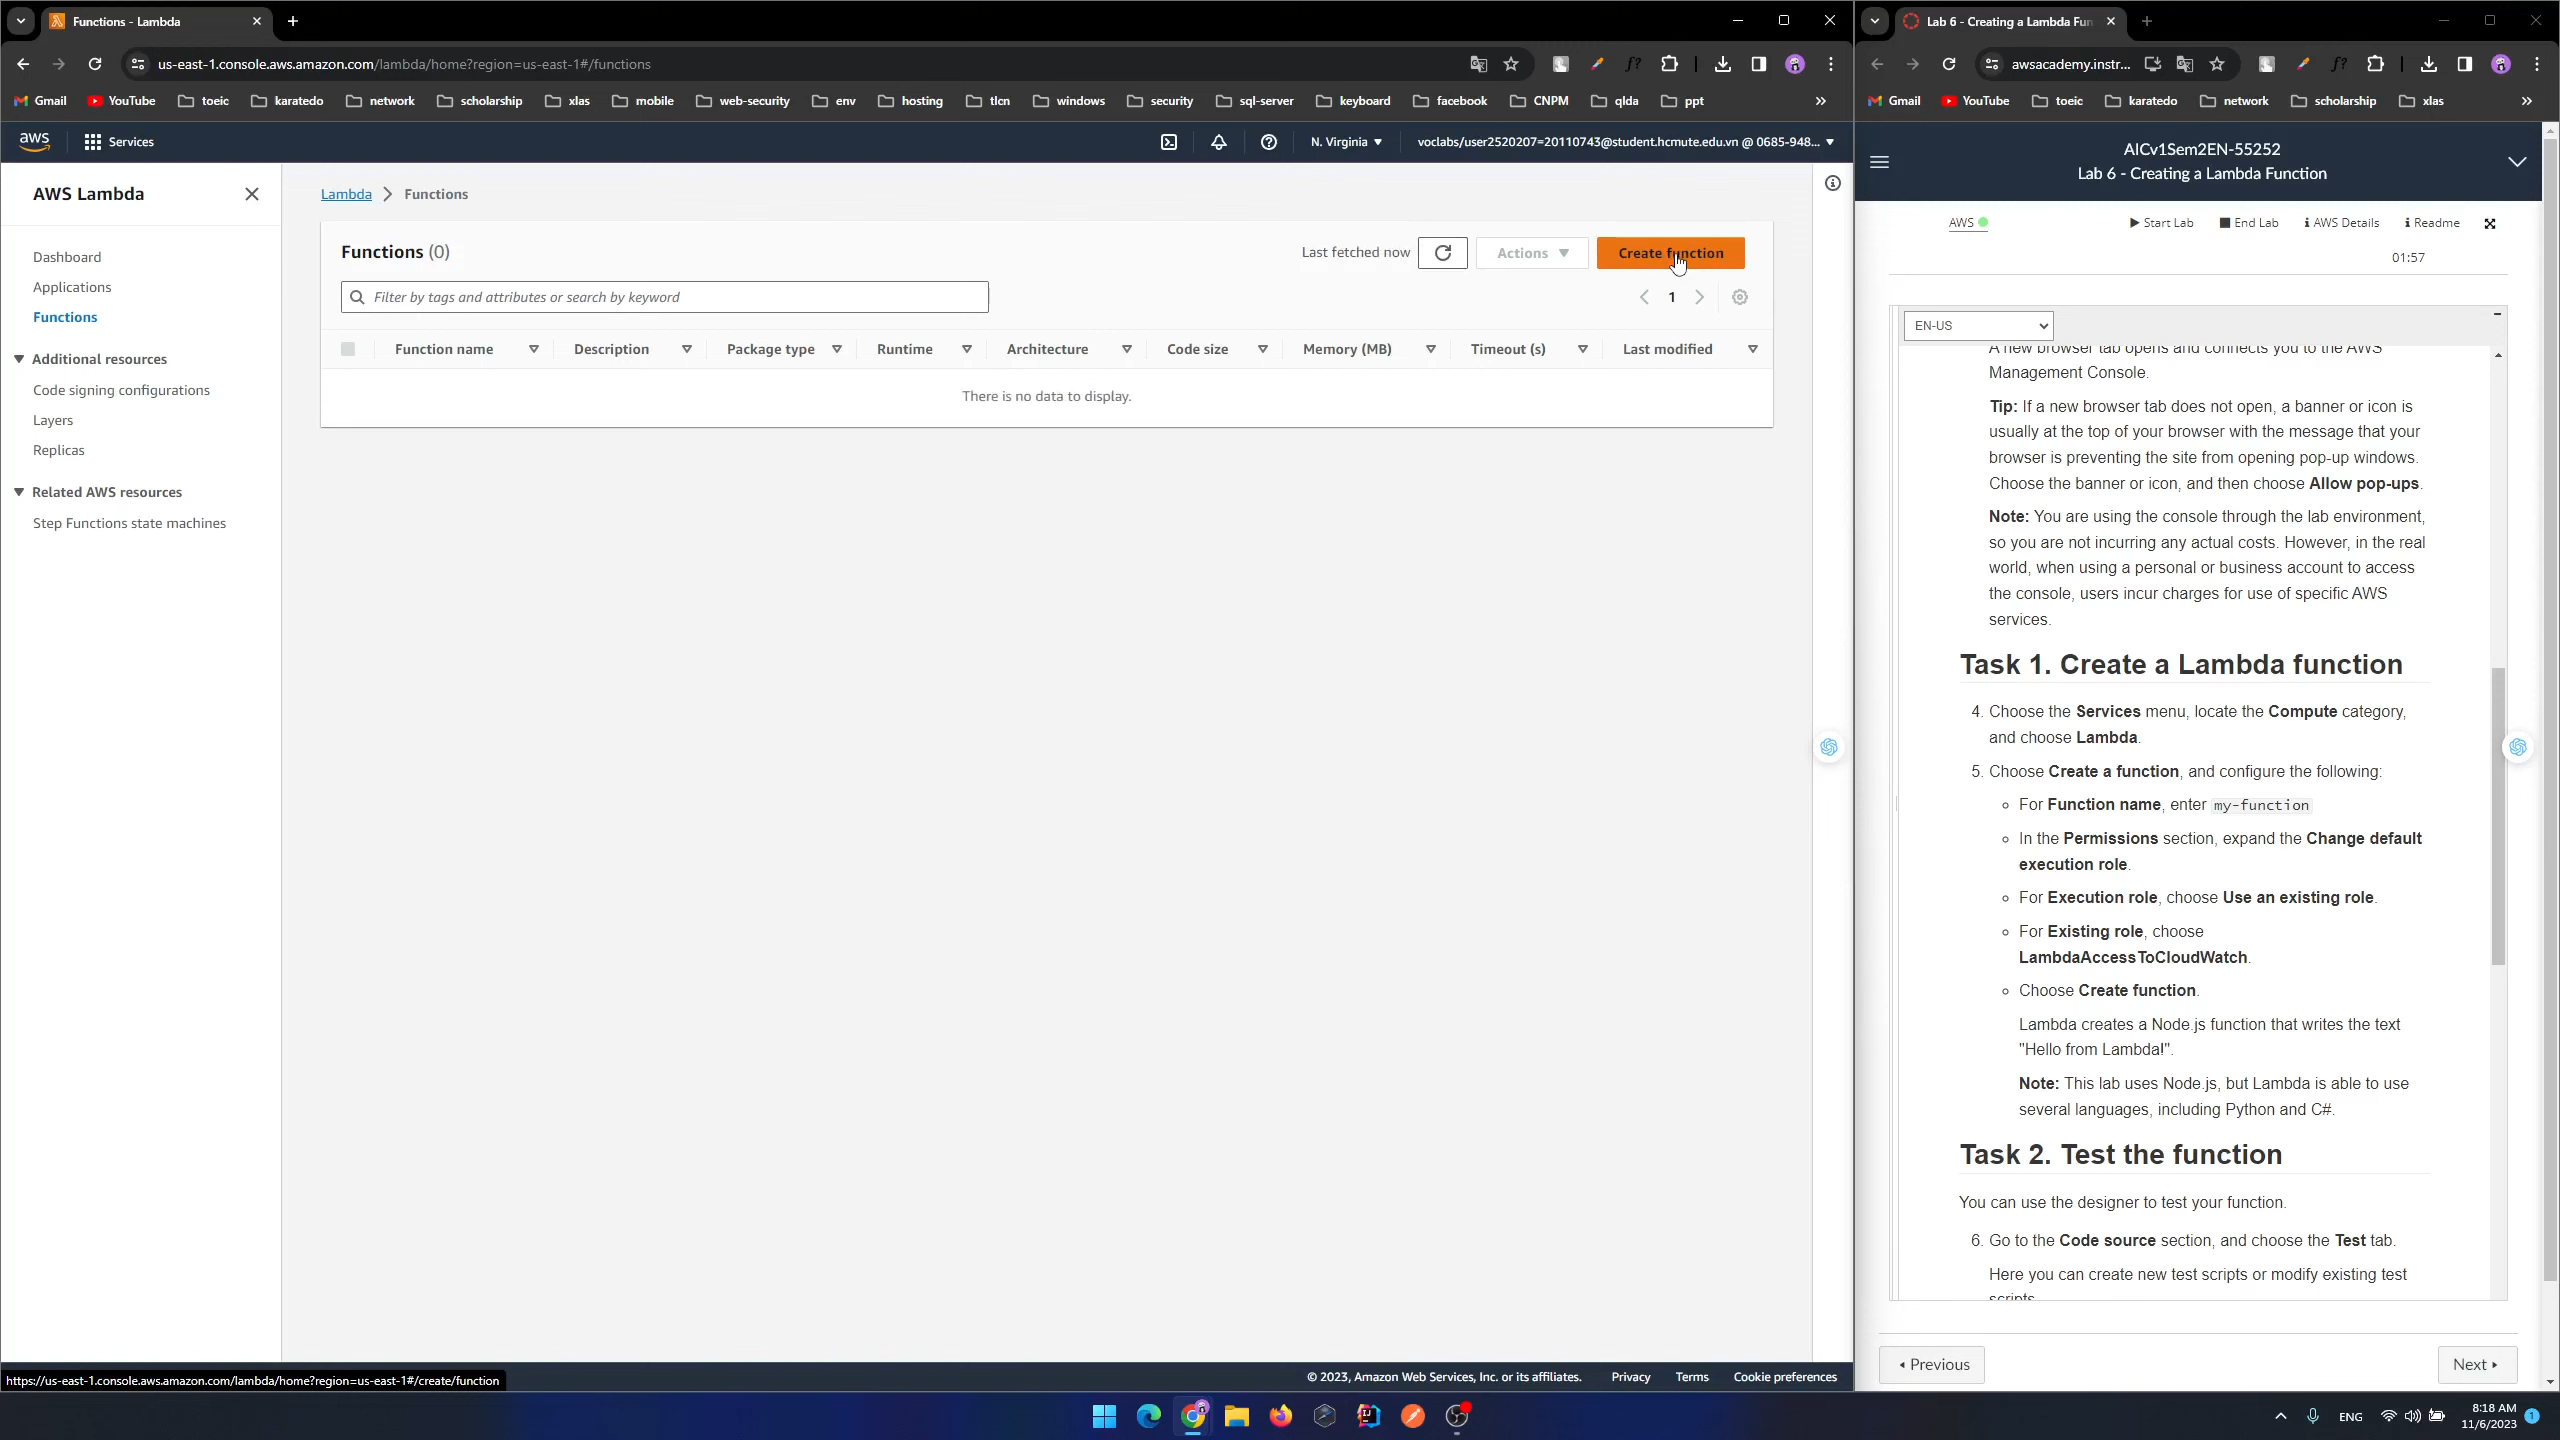 Functions - Lambda
us-east-1.console.aws.amazon.com/lambda/home?region=us-east-1#/functions
Gmail YouTube toeic karatedo network scholarship xlas mobile web-security env hosting tlcn windows security sql-server keyboard facebook CNPM qlda ppt »
aws Services N. Virginia voclabs/user2520207=20110743@student.hcmute.edu.vn @ 0685-948...
AWS Lambda
Dashboard
Applications
Functions
Additional resources
Code signing configurations
Layers
Replicas
Related AWS resources
Step Functions state machines
Lambda > Functions
Functions (0)
Last fetched now Actions Create function
Filter by tags and attributes or search by keyword
1
Function name Description Package type Runtime Architecture Code size Memory (MB) Timeout (s) Last modified
There is no data to display.
© 2023, Amazon Web Services, Inc. or its affiliates. Privacy Terms Cookie preferences
https://us-east-1.console.aws.amazon.com/lambda/home?region=us-east-1#/create/function
Lab 6 - Creating a Lambda Fun
awsacademy.instr...
Gmail YouTube toeic karatedo network scholarship xlas »
AICv1Sem2EN-55252
Lab 6 - Creating a Lambda Function
AWS Start Lab End Lab AWS Details Readme
01:57
EN-US
A new browser tab opens and connects you to the AWS
Management Console.
Tip: If a new browser tab does not open, a banner or icon is
usually at the top of your browser with the message that your
browser is preventing the site from opening pop-up windows.
Choose the banner or icon, and then choose Allow pop-ups.
Note: You are using the console through the lab environment,
so you are not incurring any actual costs. However, in the real
world, when using a personal or business account to access
the console, users incur charges for use of specific AWS
services.
Task 1. Create a Lambda function
4. Choose the Services menu, locate the Compute category,
and choose Lambda.
5. Choose Create a function, and configure the following:
For Function name, enter my-function
In the Permissions section, expand the Change default
execution role.
For Execution role, choose Use an existing role.
For Existing role, choose
LambdaAccessToCloudWatch.
Choose Create function.
Lambda creates a Node.js function that writes the text
"Hello from Lambda!".
Note: This lab uses Node.js, but Lambda is able to use
several languages, including Python and C#.
Task 2. Test the function
You can use the designer to test your function.
6. Go to the Code source section, and choose the Test tab.
Here you can create new test scripts or modify existing test
scripts
Previous Next
ENG
8:18 AM
11/6/2023
1